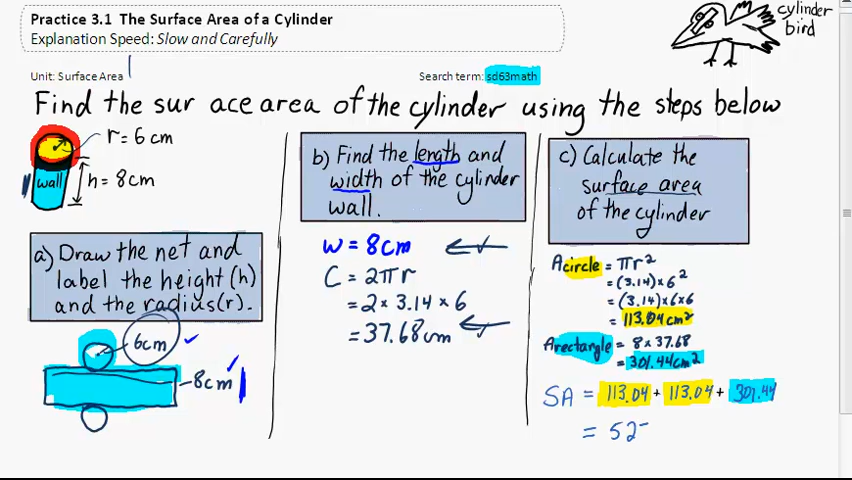 Practice 3.1 The Surface Area of a Cylinder
Explanation Speed: Slow and Carefully
cylinder
bird
Unit: Surface Area
Search term: sd63math
Find the sur ace area of the cylinder using the steps below
r = 6 cm
wall
h = 8cm
a) Draw the net and
label the height (h)
and the radius (r).
6cm
8cm
b) Find the length and
width of the cylinder
wall.
w = 8cm
C = 2πr
= 2 × 3.14 × 6
= 37.68cm
c) Calculate the
surface area
of the cylinder
Acircle = πr²
= (3.14) × 6²
= (3.14) × 6 × 6
= 113.04 cm²
Arectangle = 8 × 37.68
= 301.44 cm²
SA = 113.04 + 113.04 + 301.44
= 52